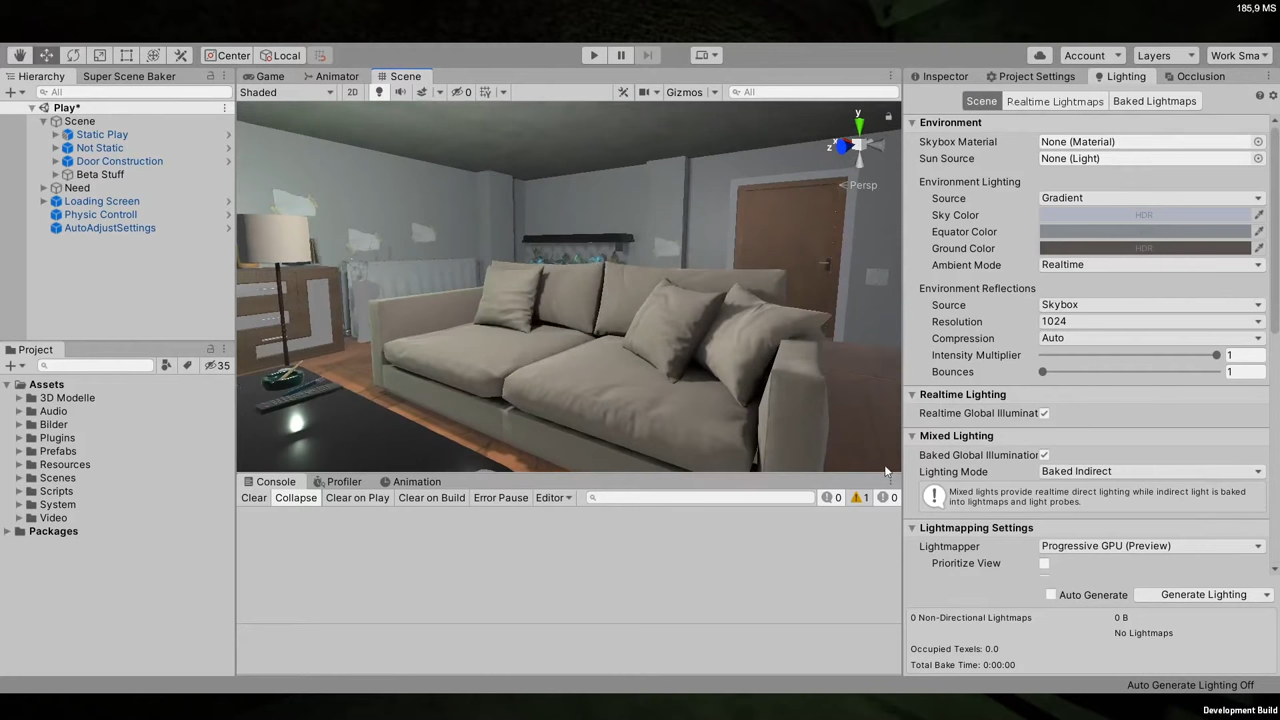 185,9 MS
Center
Local
Account
Layers
Work Sma
Hierarchy
Super Scene Baker
All
Play*
Scene
Static Play
Not Static
Door Construction
Beta Stuff
Need
Loading Screen
Physic Controll
AutoAdjustSettings
Project
35
Assets
3D Modelle
Audio
Bilder
Plugins
Prefabs
Resources
Scenes
Scripts
System
Video
Packages
Game
Animator
Scene
Shaded
2D
0
Gizmos
All
y
x
z
Persp
Console
Profiler
Animation
Clear
Collapse
Clear on Play
Clear on Build
Error Pause
Editor
0
1
0
Inspector
Project Settings
Lighting
Occlusion
Scene
Realtime Lightmaps
Baked Lightmaps
Environment
Skybox Material
None (Material)
Sun Source
None (Light)
Environment Lighting
Source
Gradient
Sky Color
HDR
Equator Color
Ground Color
HDR
Ambient Mode
Realtime
Environment Reflections
Source
Skybox
Resolution
1024
Compression
Auto
Intensity Multiplier
1
Bounces
1
Realtime Lighting
Realtime Global Illuminat
Mixed Lighting
Baked Global Illumination
Lighting Mode
Baked Indirect
Mixed lights provide realtime direct lighting while indirect light is baked
into lightmaps and light probes.
Lightmapping Settings
Lightmapper
Progressive GPU (Preview)
Prioritize View
Auto Generate
Generate Lighting
0 Non-Directional Lightmaps
0 B
No Lightmaps
Occupied Texels: 0.0
Total Bake Time: 0:00:00
Auto Generate Lighting Off
Development Build